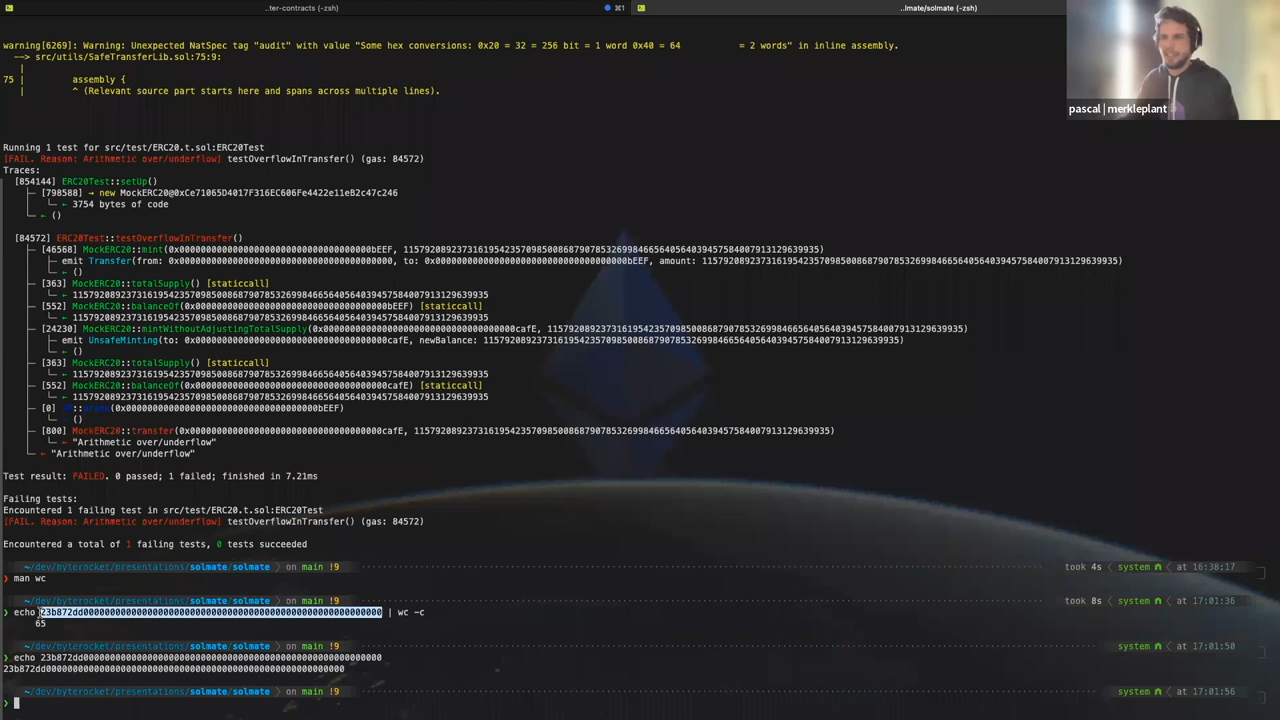 ..ter-contracts (-zsh)
⌘1
..lmate/solmate (-zsh)
warning[6269]: Warning: Unexpected NatSpec tag "audit" with value "Some hex conversions: 0x20 = 32 = 256 bit = 1 word 0x40 = 64 = 2 words" in inline assembly.
--> src/utils/SafeTransferLib.sol:75:9:
|
75 | assembly {
| ^ (Relevant source part starts here and spans across multiple lines).
pascal | merkleplant
Running 1 test for src/test/ERC20.t.sol:ERC20Test
[FAIL. Reason: Arithmetic over/underflow] testOverflowInTransfer() (gas: 84572)
Traces:
[854144] ERC20Test::setUp()
├─ [798588] → new MockERC20@0xCe71065D4017F316EC606Fe4422e11eB2c47c246
│ └─ ← 3754 bytes of code
└─ ← ()
[84572] ERC20Test::testOverflowInTransfer()
├─ [46568] MockERC20::mint(0x000000000000000000000000000000000000bEEF, 115792089237316195423570985008687907853269984665640564039457584007913129639935)
│ ├─ emit Transfer(from: 0x0000000000000000000000000000000000000000, to: 0x000000000000000000000000000000000000bEEF, amount: 115792089237316195423570985008687907853269984665640564039457584007913129639935)
│ └─ ← ()
├─ [363] MockERC20::totalSupply() [staticcall]
│ └─ ← 115792089237316195423570985008687907853269984665640564039457584007913129639935
├─ [552] MockERC20::balanceOf(0x000000000000000000000000000000000000bEEF) [staticcall]
│ └─ ← 115792089237316195423570985008687907853269984665640564039457584007913129639935
├─ [24230] MockERC20::mintWithoutAdjustingTotalSupply(0x000000000000000000000000000000000000cafE, 115792089237316195423570985008687907853269984665640564039457584007913129639935)
│ ├─ emit UnsafeMinting(to: 0x000000000000000000000000000000000000cafE, newBalance: 115792089237316195423570985008687907853269984665640564039457584007913129639935)
│ └─ ← ()
├─ [363] MockERC20::totalSupply() [staticcall]
│ └─ ← 115792089237316195423570985008687907853269984665640564039457584007913129639935
├─ [552] MockERC20::balanceOf(0x000000000000000000000000000000000000cafE) [staticcall]
│ └─ ← 115792089237316195423570985008687907853269984665640564039457584007913129639935
├─ [0] VM::prank(0x000000000000000000000000000000000000bEEF)
│ └─ ← ()
├─ [800] MockERC20::transfer(0x000000000000000000000000000000000000cafE, 115792089237316195423570985008687907853269984665640564039457584007913129639935)
│ └─ ← "Arithmetic over/underflow"
└─ ← "Arithmetic over/underflow"
Test result: FAILED. 0 passed; 1 failed; finished in 7.21ms
Failing tests:
Encountered 1 failing test in src/test/ERC20.t.sol:ERC20Test
[FAIL. Reason: Arithmetic over/underflow] testOverflowInTransfer() (gas: 84572)
Encountered a total of 1 failing tests, 0 tests succeeded
~/dev/byterocket/presentations/solmate/solmate on main !9 took 4s system at 16:38:17
❯ man wc
~/dev/byterocket/presentations/solmate/solmate on main !9 took 8s system at 17:01:36
❯ echo 23b872dd00000000000000000000000000000000000000000000000000000000 | wc -c
65
~/dev/byterocket/presentations/solmate/solmate on main !9 system at 17:01:50
❯ echo 23b872dd00000000000000000000000000000000000000000000000000000000
23b872dd00000000000000000000000000000000000000000000000000000000
~/dev/byterocket/presentations/solmate/solmate on main !9 system at 17:01:56
❯